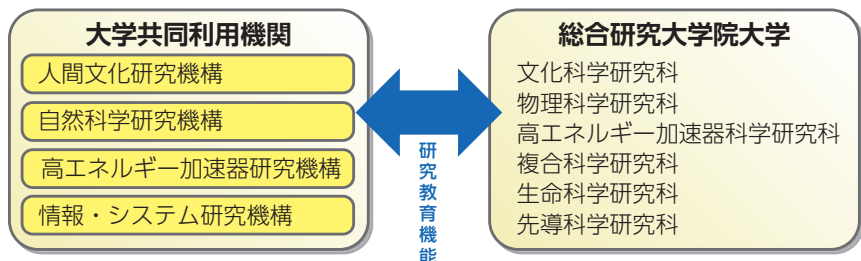 大学共同利用機関
人間文化研究機構
自然科学研究機構
高エネルギー加速器研究機構
情報・システム研究機構
研究教育機能
総合研究大学院大学
文化科学研究科
物理科学研究科
高エネルギー加速器科学研究科
複合科学研究科
生命科学研究科
先導科学研究科